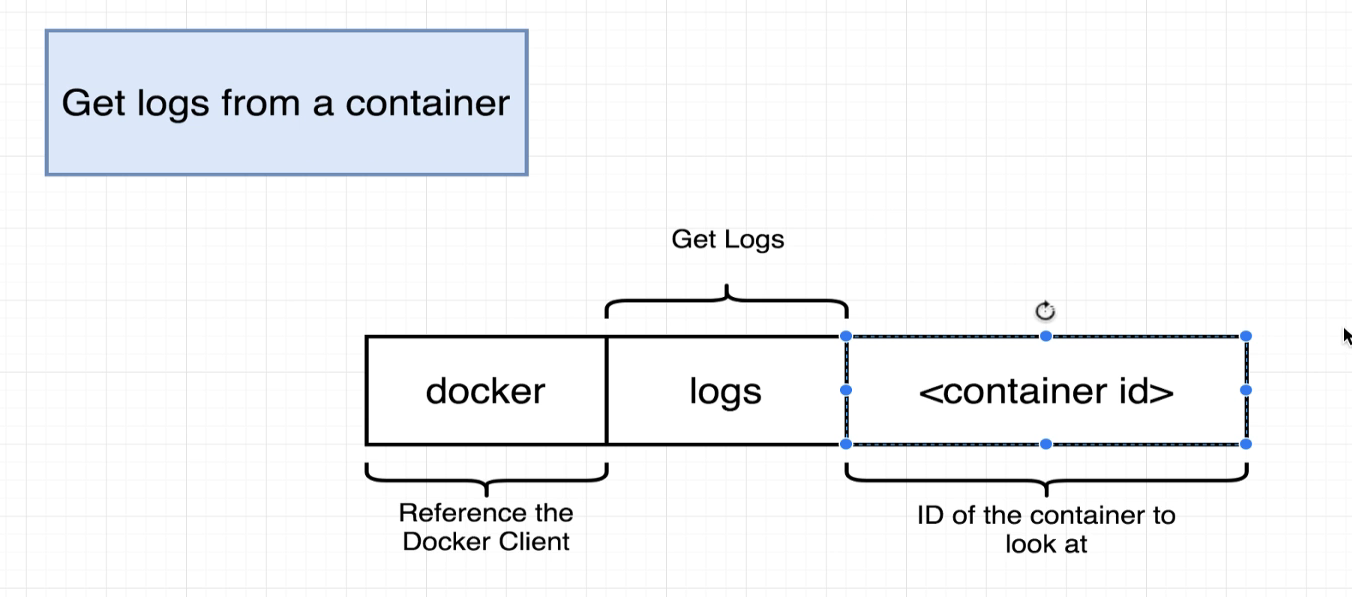 Get logs from a container
Get Logs
docker logs <container id>
Reference the
Docker Client
ID of the container to
look at